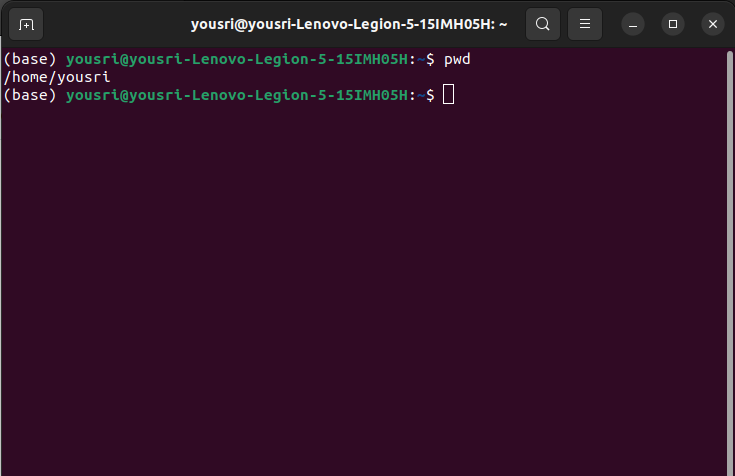 yousri@yousri-Lenovo-Legion-5-15IMH05H: ~
(base) yousri@yousri-Lenovo-Legion-5-15IMH05H:~$ pwd
/home/yousri
(base) yousri@yousri-Lenovo-Legion-5-15IMH05H:~$